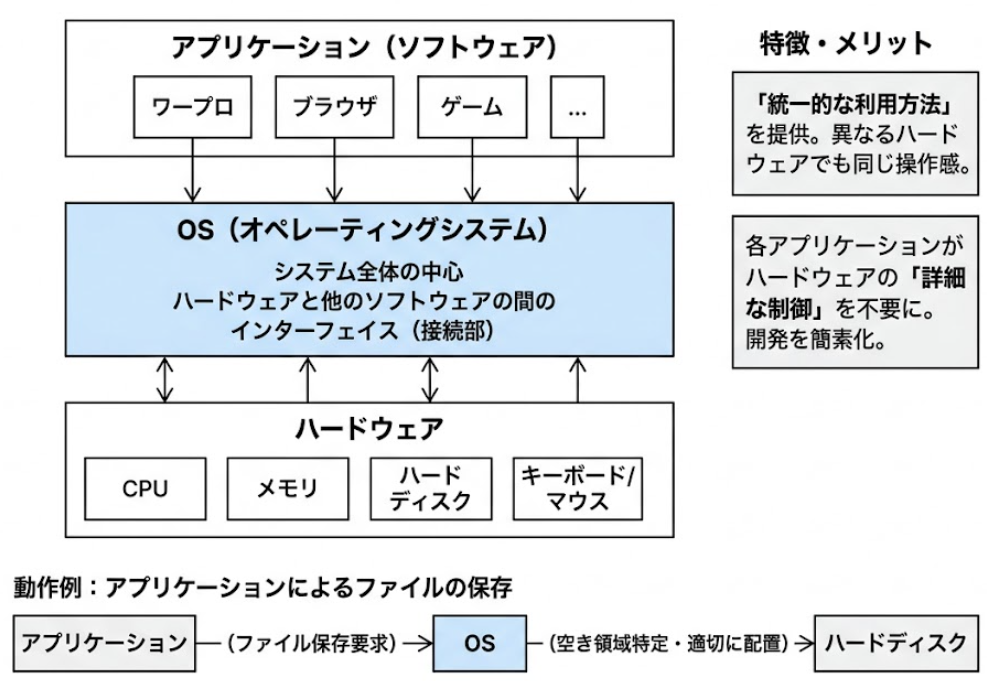 アプリケーション（ソフトウェア）
ワープロ
ブラウザ
ゲーム
...
OS（オペレーティングシステム）
システム全体の中心
ハードウェアと他のソフトウェアの間の
インターフェイス（接続部）
ハードウェア
CPU
メモリ
ハード
ディスク
キーボード/
マウス
特徴・メリット
「統一的な利用方法」
を提供。異なるハード
ウェアでも同じ操作感。
各アプリケーションが
ハードウェアの「詳細
な制御」を不要に。
開発を簡素化。
動作例：アプリケーションによるファイルの保存
アプリケーション
（ファイル保存要求）
OS
（空き領域特定・適切に配置）
ハードディスク